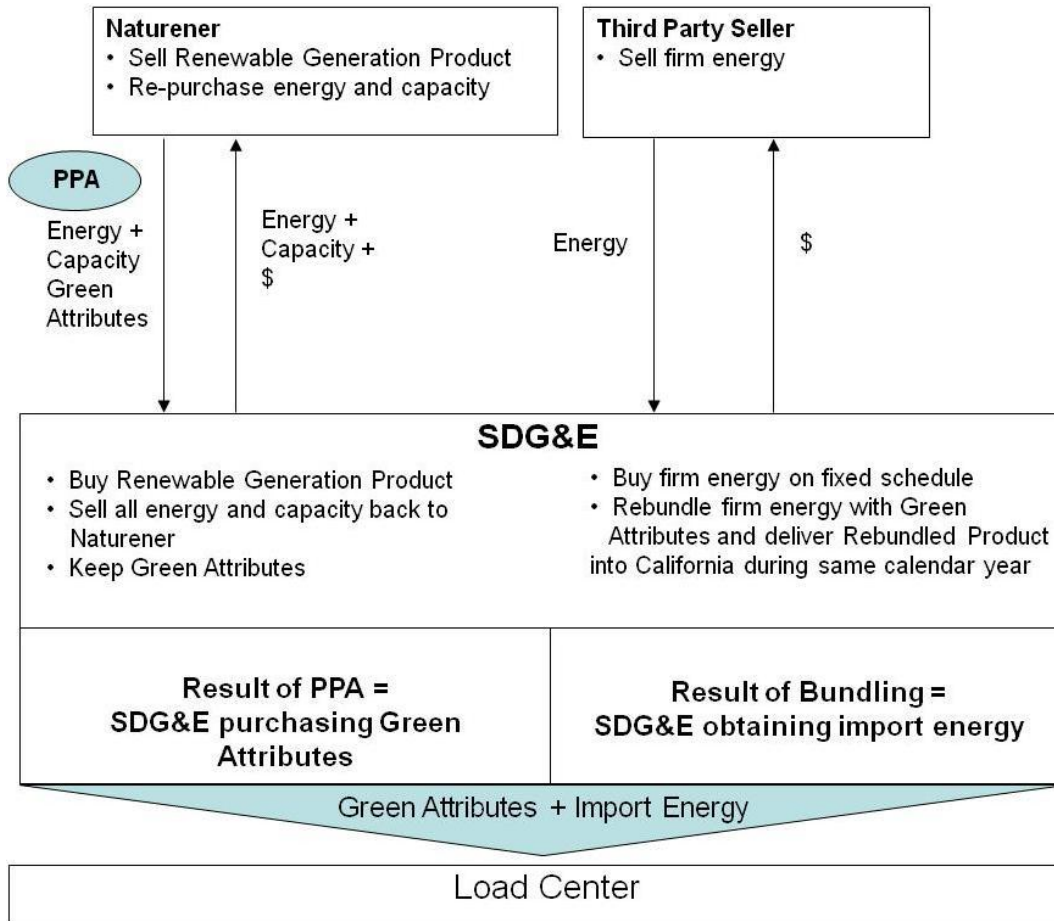 Naturener
• Sell Renewable Generation Product
• Re-purchase energy and capacity
Third Party Seller
• Sell firm energy
PPA
Energy +
Capacity
Green
Attributes
Energy +
Capacity +
$
Energy
$
SDG&E
• Buy Renewable Generation Product
• Sell all energy and capacity back to
Naturener
• Keep Green Attributes
• Buy firm energy on fixed schedule
• Rebundle firm energy with Green
Attributes and deliver Rebundled Product
into California during same calendar year
Result of PPA =
SDG&E purchasing Green
Attributes
Result of Bundling =
SDG&E obtaining import energy
Green Attributes + Import Energy
Load Center